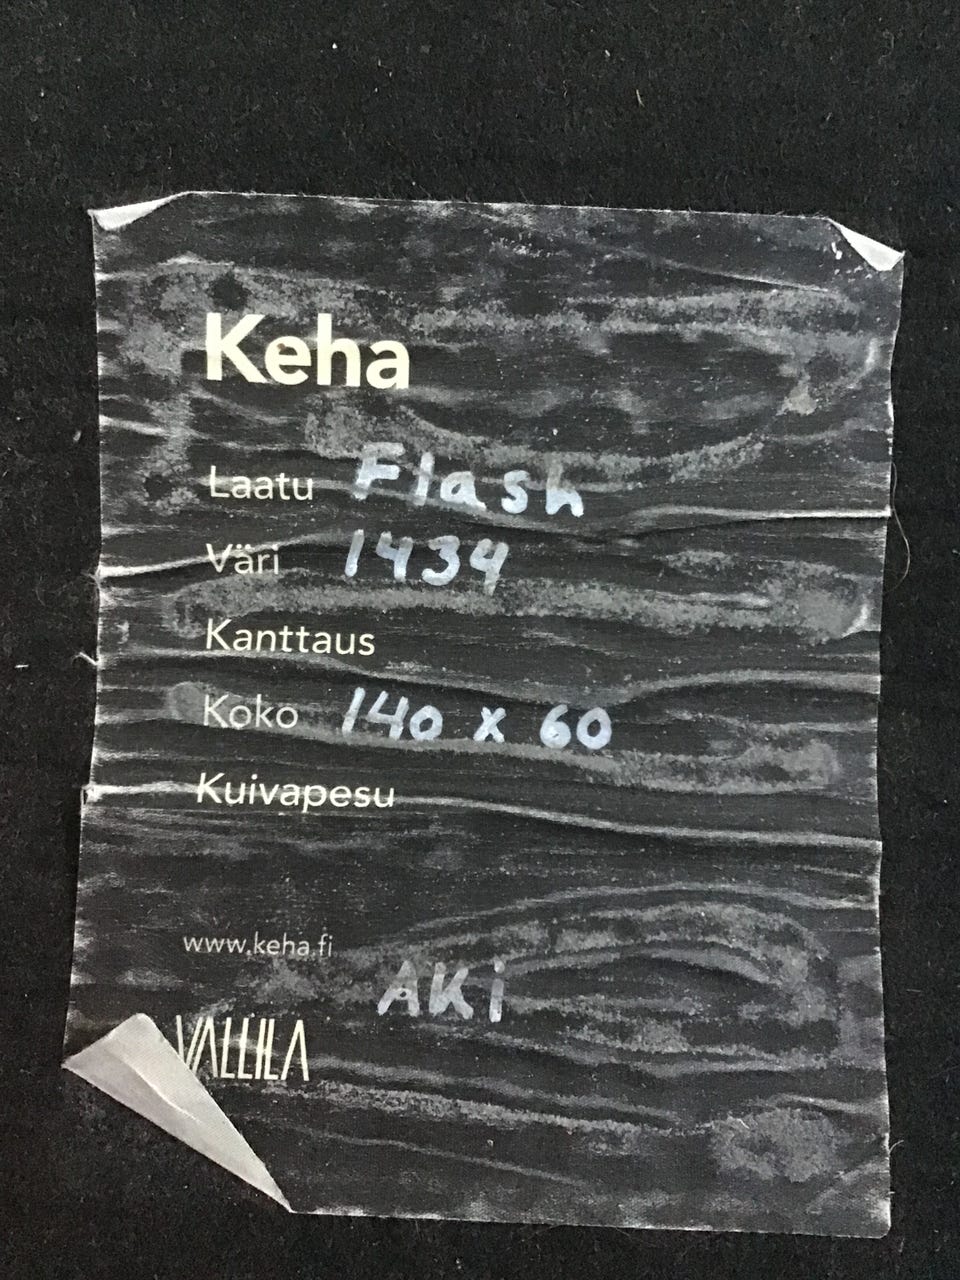 Keha
Laatu Flash
Väri 1434
Kanttaus
Koko 140 x 60
Kuivapesu
www.keha.fi
AKi
VALLILA